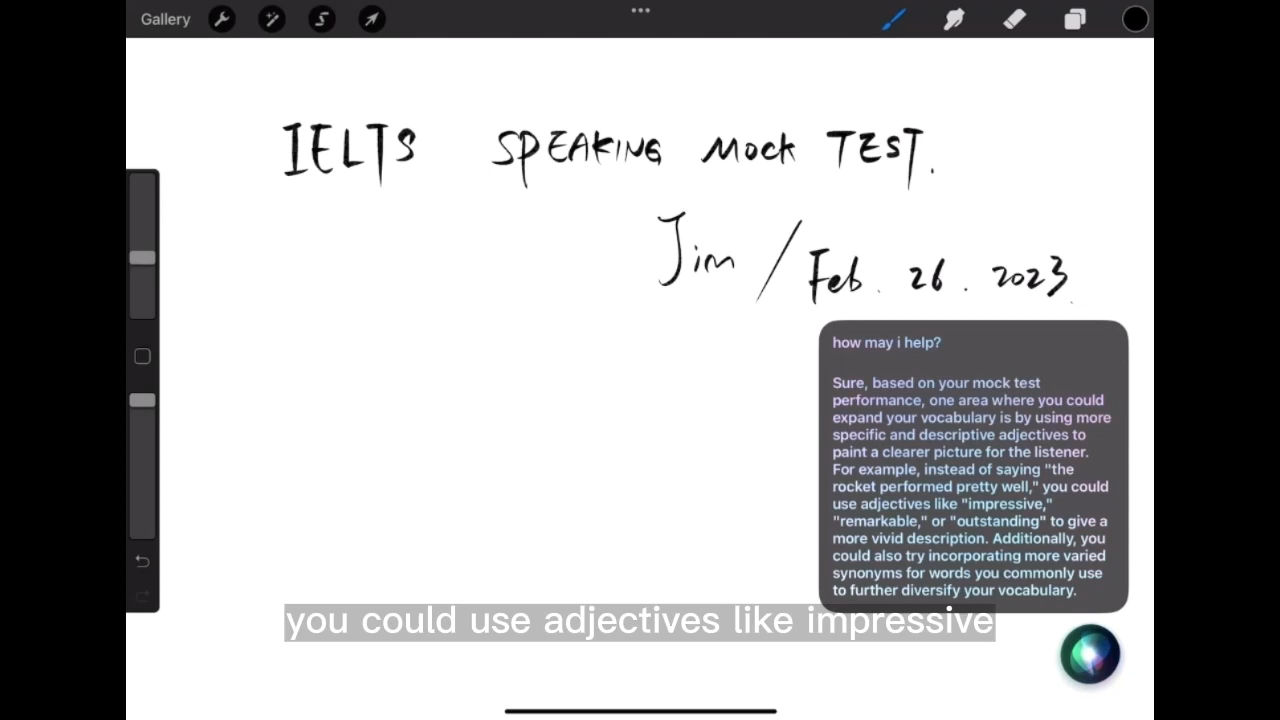 Gallery
IELTS SPEAKING MOCK TEST.
Jim / Feb. 26. 2023.
how may i help?
Sure, based on your mock test
performance, one area where you could
expand your vocabulary is by using more
specific and descriptive adjectives to
paint a clearer picture for the listener.
For example, instead of saying "the
rocket performed pretty well," you could
use adjectives like "impressive,"
"remarkable," or "outstanding" to give a
more vivid description. Additionally, you
could also try incorporating more varied
synonyms for words you commonly use
to further diversify your vocabulary.
you could use adjectives like impressive